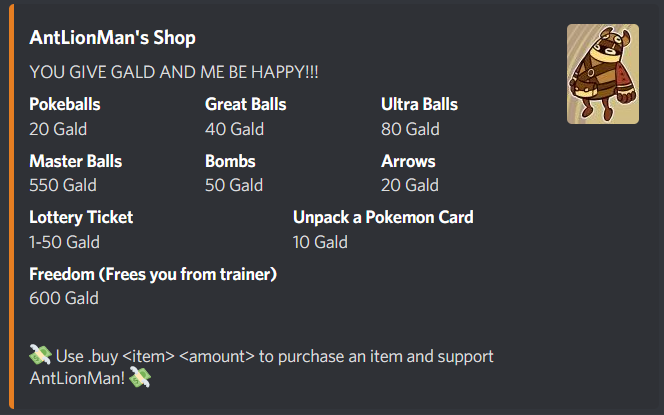 AntLionMan's Shop
YOU GIVE GALD AND ME BE HAPPY!!!
Pokeballs Great Balls Ultra Balls
20 Gald 40 Gald 80 Gald
Master Balls Bombs Arrows
550 Gald 50 Gald 20 Gald
Lottery Ticket Unpack a Pokemon Card
1-50 Gald 10 Gald
Freedom (Frees you from trainer)
600 Gald
💸 Use .buy <item> <amount> to purchase an item and support
AntLionMan! 💸